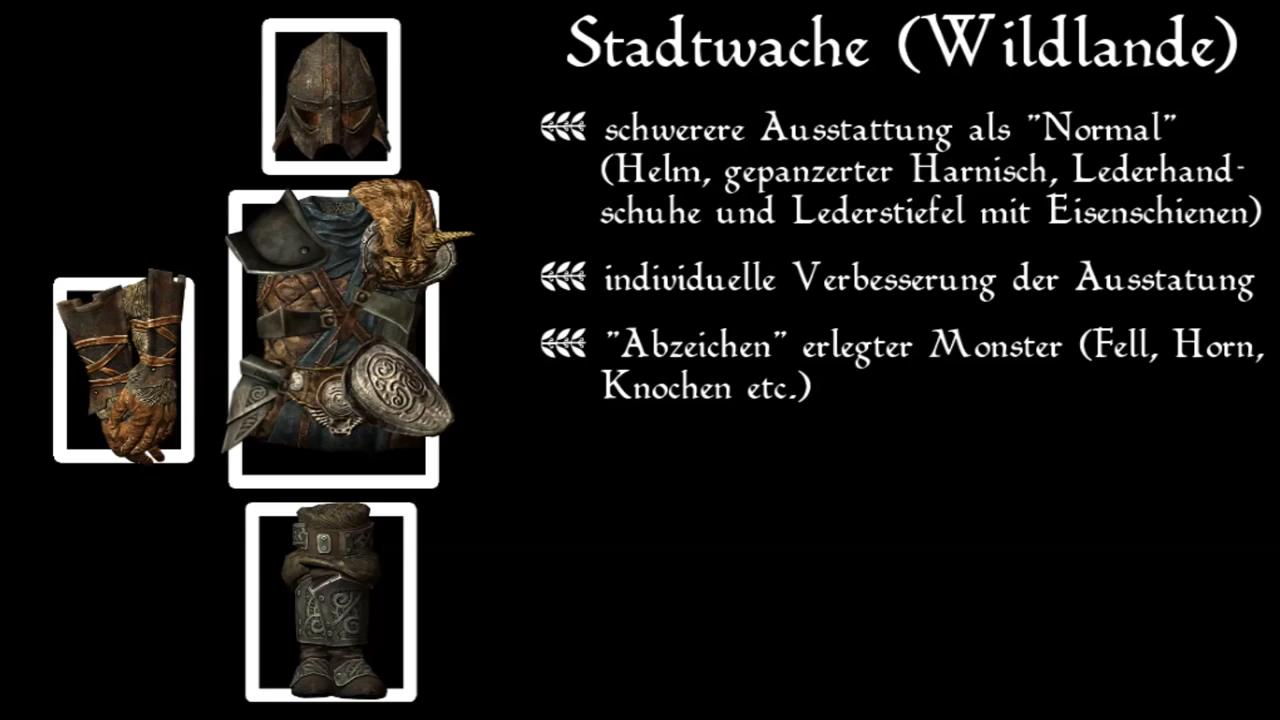 Stadtwache (Wildlande)
schwerere Ausstattung als "Normal"
(Helm, gepanzerter Harnisch, Lederhand-
schuhe und Lederstiefel mit Eisenschienen)
individuelle Verbesserung der Ausstatung
"Abzeichen" erlegter Monster (Fell, Horn,
Knochen etc.)